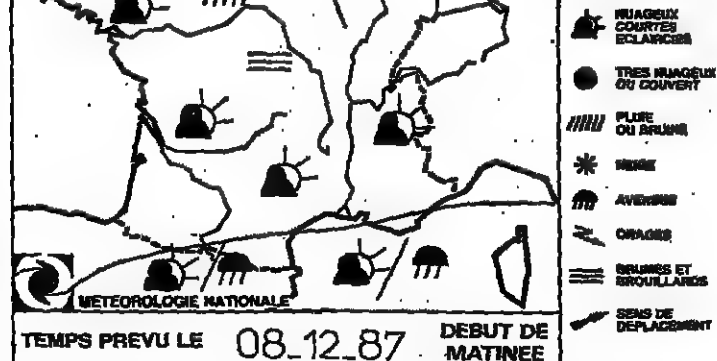 NUAGEUX
COURTES
ECLAIRCIES
TRES NUAGEUX
OU COUVERT
PLUIE
OU BRUINE
NEIGE
AVERSES
ORAGES
BRUMES ET
BROUILLARDS
SENS DE
DEPLACEMENT
METEOROLOGIE NATIONALE
TEMPS PREVU LE 08_12_87 DEBUT DE
MATINEE